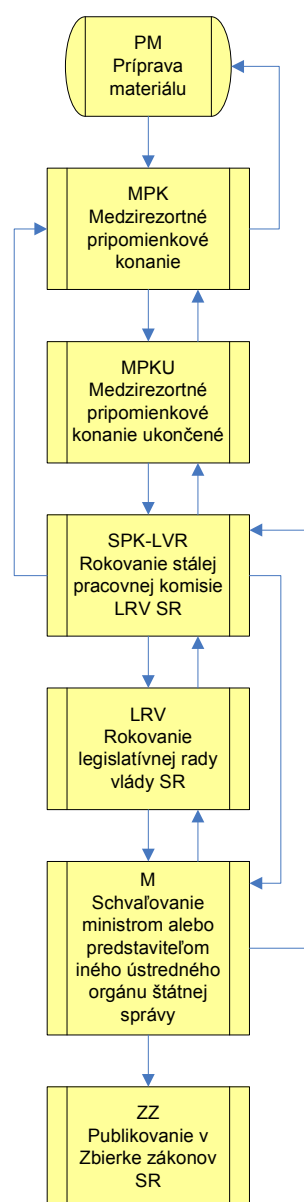 PM
Príprava
materiálu
MPK
Medzirezortné
pripomienkové
konanie
MPKU
Medzirezortné
pripomienkové
konanie ukončené
SPK-LVR
Rokovanie stálej
pracovnej komisie
LRV SR
LRV
Rokovanie
legislatívnej rady
vlády SR
M
Schvaľovanie
ministrom alebo
predstaviteľom
iného ústredného
orgánu štátnej
správy
ZZ
Publikovanie v
Zbierke zákonov
SR